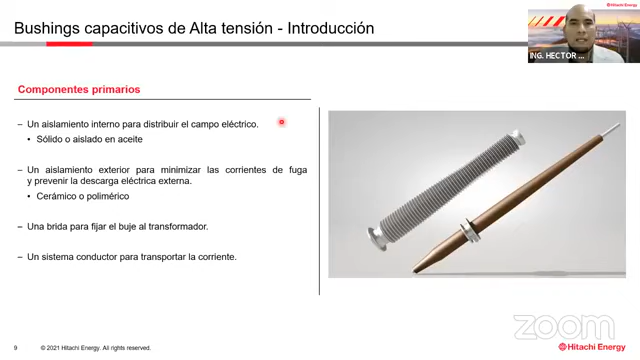 Bushings capacitivos de Alta tensión - Introducción
Hitachi Energy
ING. HECTOR ...
Componentes primarios
– Un aislamiento interno para distribuir el campo eléctrico.
• Sólido o aislado en aceite
– Un aislamiento exterior para minimizar las corrientes de fuga
y prevenir la descarga eléctrica externa.
• Cerámico o polimérico
– Una brida para fijar el buje al transformador.
– Un sistema conductor para transportar la corriente.
zoom
9 © 2021 Hitachi Energy. All rights reserved.
Hitachi Energy